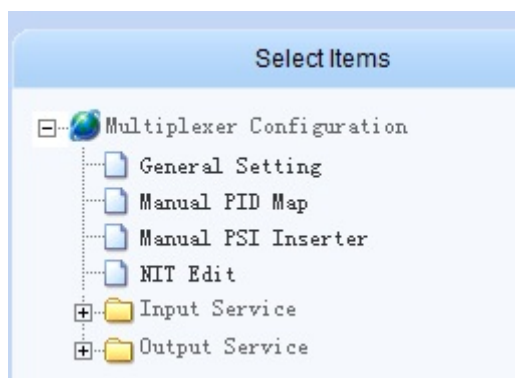 Select Items
Multiplexer Configuration
General Setting
Manual PID Map
Manual PSI Inserter
NIT Edit
Input Service
Output Service